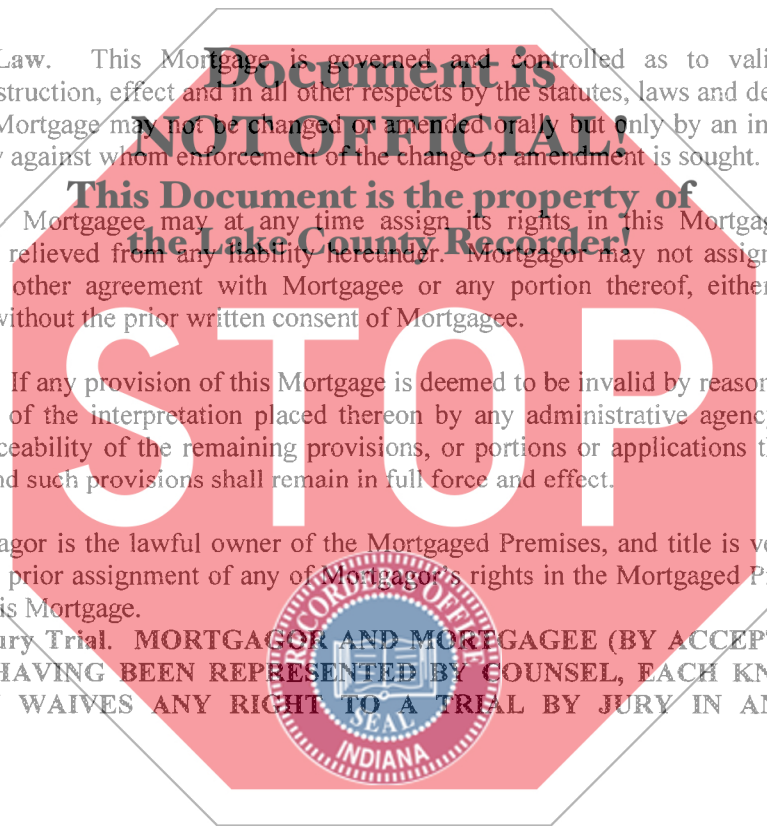 Law. This Mortgage is governed and controlled as to vali
struction, effect and in all other respects by the statutes, laws and de
Mortgage may not be changed or amended orally but only by an in
y against whom enforcement of the change or amendment is sought.
Document is
NOT OFFICIAL!
This Document is the property of
the Lake County Recorder!
Mortgagee may at any time assign its rights in this Mortgag
relieved from any liability hereunder. Mortgagor may not assign
other agreement with Mortgagee or any portion thereof, either
without the prior written consent of Mortgagee.
If any provision of this Mortgage is deemed to be invalid by reason
of the interpretation placed thereon by any administrative agency
ceability of the remaining provisions, or portions or applications th
nd such provisions shall remain in full force and effect.
STOP
agor is the lawful owner of the Mortgaged Premises, and title is ve
prior assignment of any of Mortgagor's rights in the Mortgaged P
is Mortgage.
ury Trial. MORTGAGOR AND MORTGAGEE (BY ACCEPT
HAVING BEEN REPRESENTED BY COUNSEL, EACH KN
WAIVES ANY RIGHT TO A TRIAL BY JURY IN AN
RECORDER'S OFFICE
SEAL
INDIANA